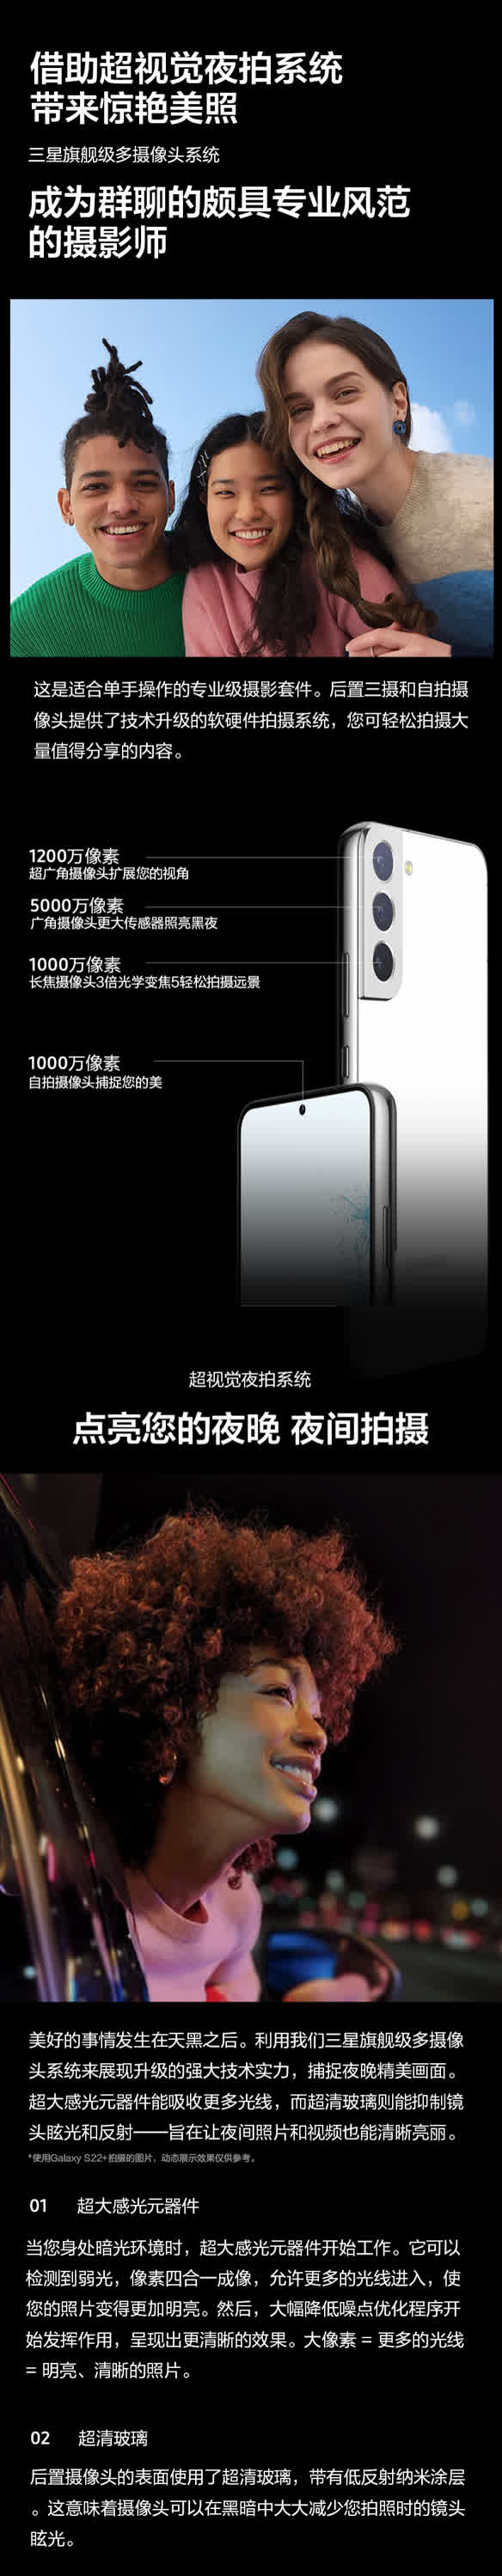 借助超视觉夜拍系统
带来惊艳美照
三星旗舰级多摄像头系统
成为群聊的颇具专业风范
的摄影师
这是适合单手操作的专业级摄影套件。后置三摄和自拍摄
像头提供了技术升级的软硬件拍摄系统，您可轻松拍摄大
量值得分享的内容。
1200万像素
超广角摄像头扩展您的视角
5000万像素
广角摄像头更大传感器照亮黑夜
1000万像素
长焦摄像头3倍光学变焦5轻松拍摄远景
1000万像素
自拍摄像头捕捉您的美
超视觉夜拍系统
点亮您的夜晚 夜间拍摄
美好的事情发生在天黑之后。利用我们三星旗舰级多摄像
头系统来展现升级的强大技术实力，捕捉夜晚精美画面。
超大感光元器件能吸收更多光线，而超清玻璃则能抑制镜
头眩光和反射——旨在让夜间照片和视频也能清晰亮丽。
*使用Galaxy S22+拍摄的图片，动态展示效果仅供参考。
01 超大感光元器件
当您身处暗光环境时，超大感光元器件开始工作。它可以
检测到弱光，像素四合一成像，允许更多的光线进入，使
您的照片变得更加明亮。然后，大幅降低噪点优化程序开
始发挥作用，呈现出更清晰的效果。大像素 = 更多的光线
= 明亮、清晰的照片。
02 超清玻璃
后置摄像头的表面使用了超清玻璃，带有低反射纳米涂层
。这意味着摄像头可以在黑暗中大大减少您拍照时的镜头
眩光。